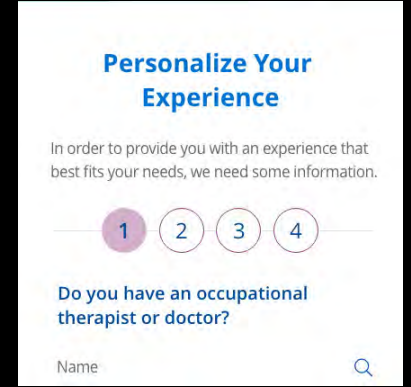 Personalize Your
Experience
In order to provide you with an experience that
best fits your needs, we need some information.
1 2 3 4
Do you have an occupational
therapist or doctor?
Name